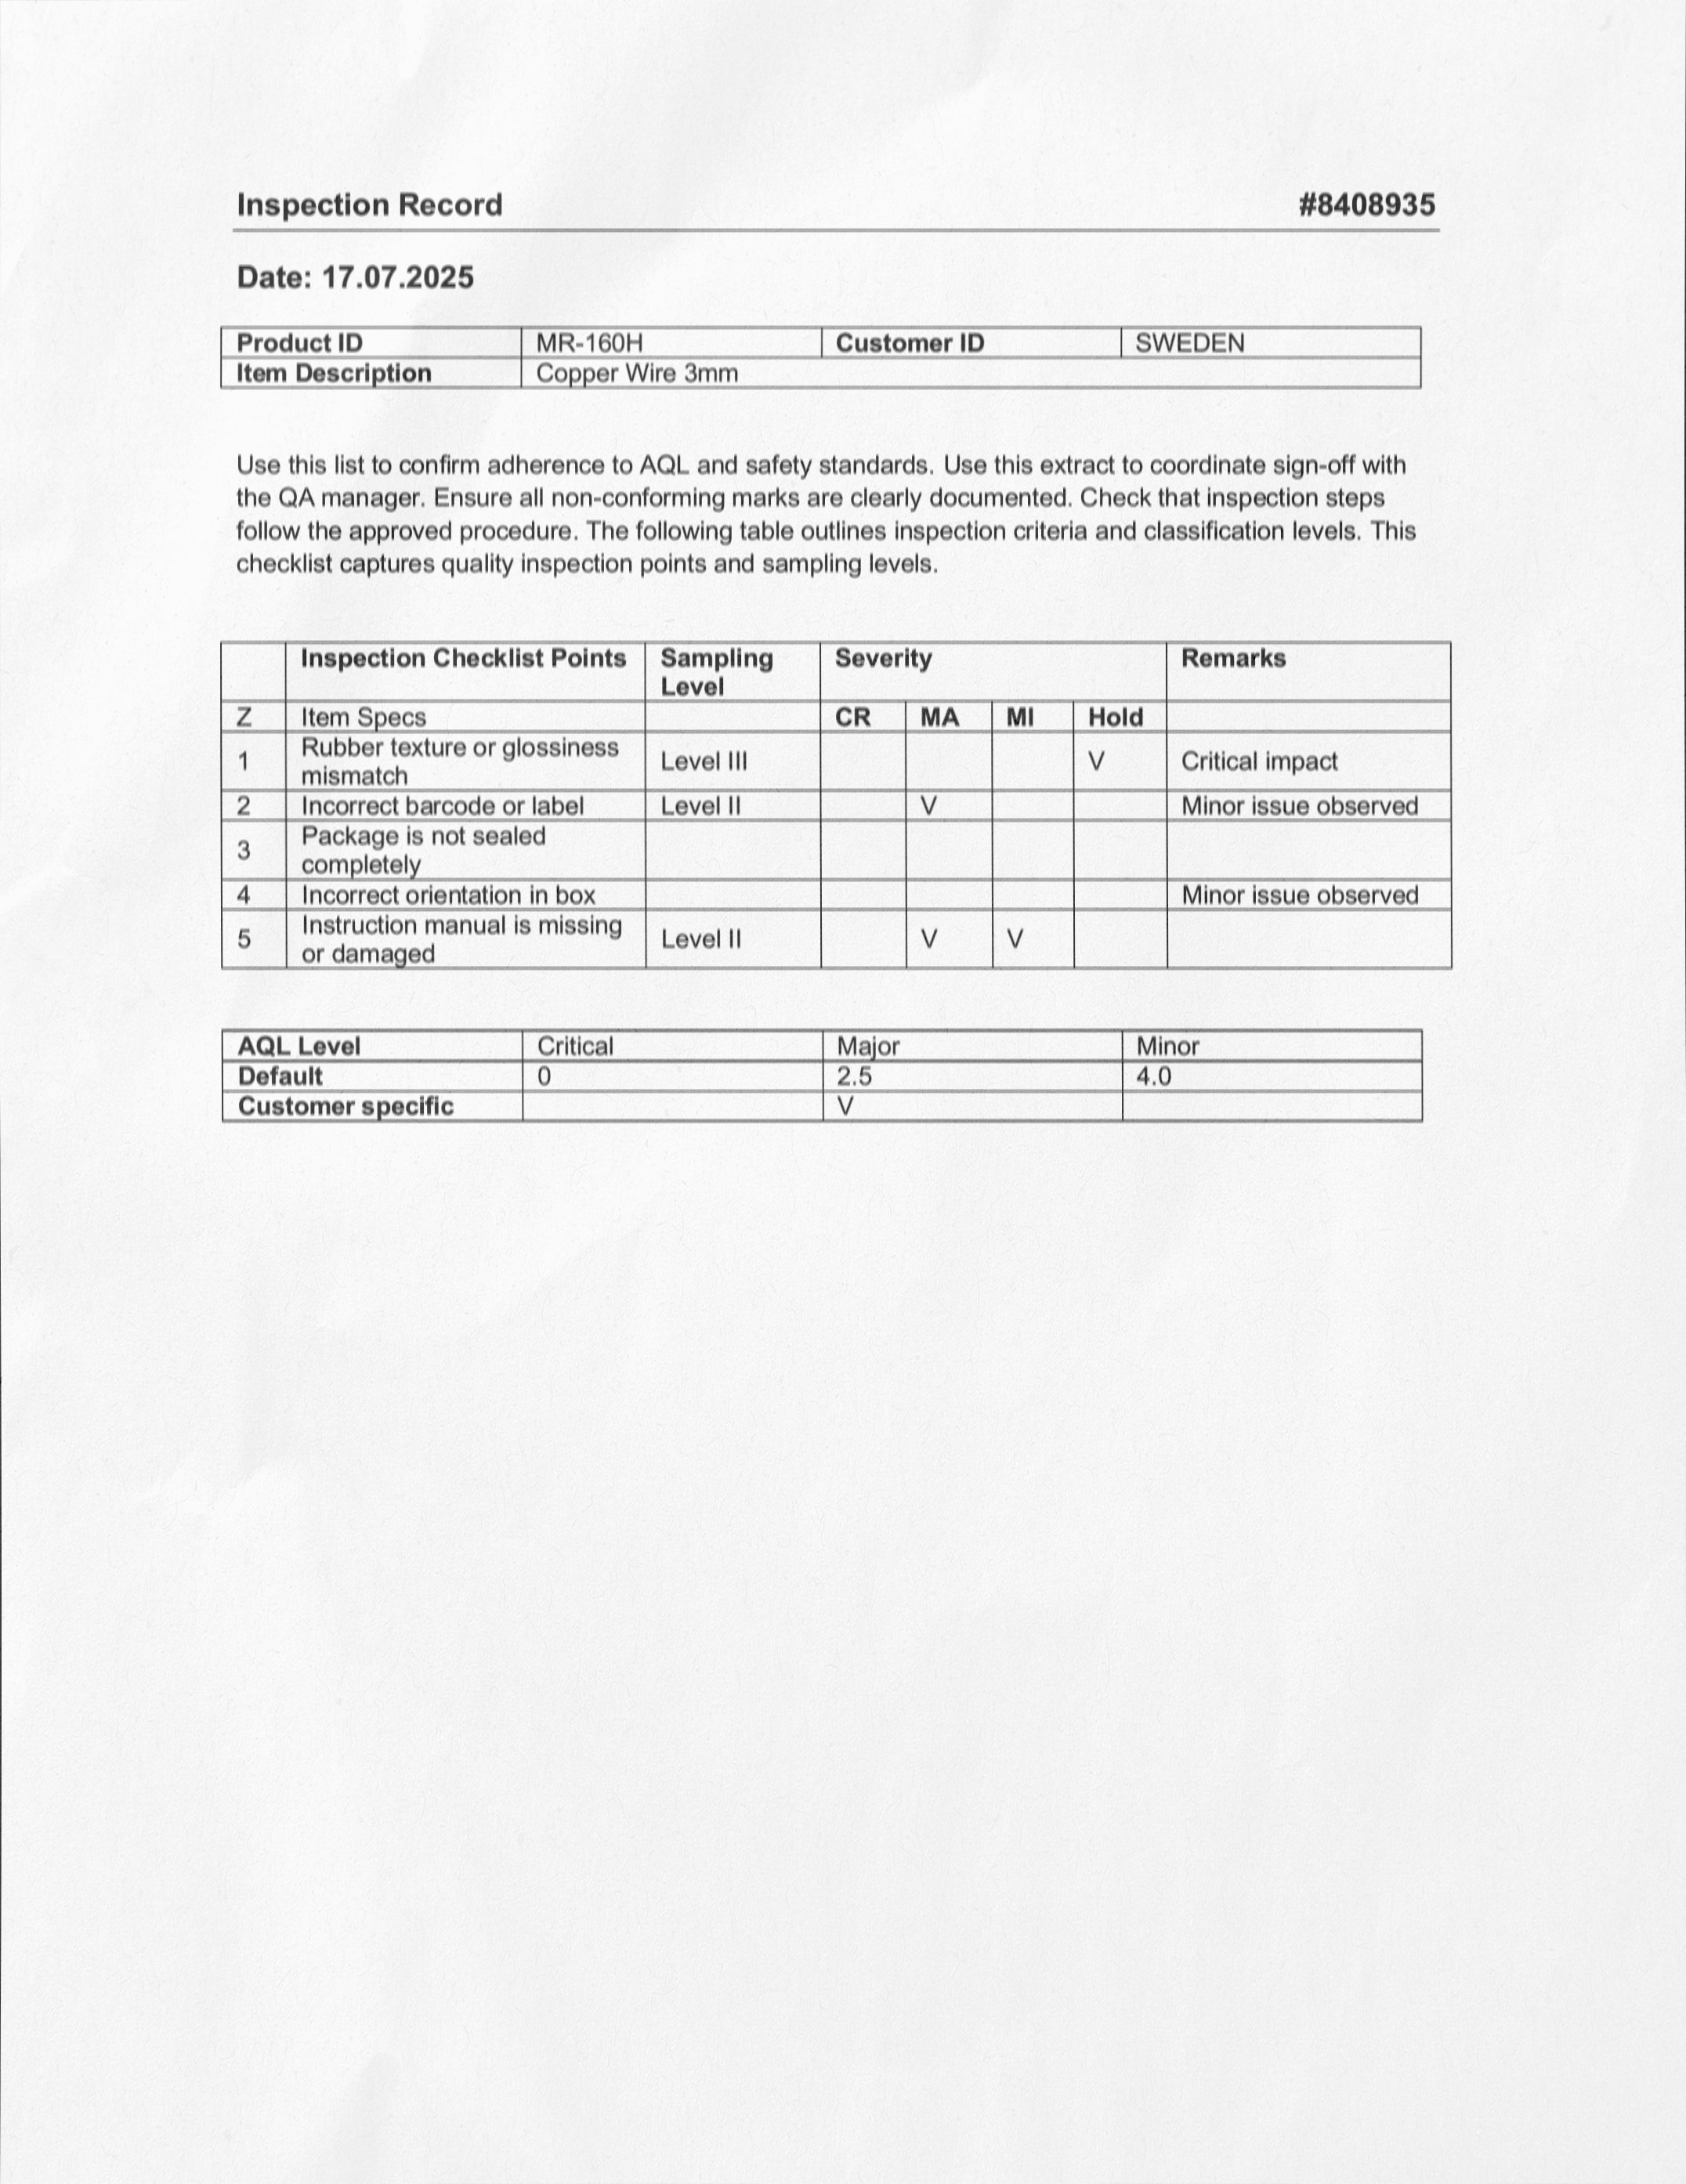 Inspection Record #8408935
Date: 17.07.2025
Product ID MR-160H Customer ID SWEDEN
Item Description Copper Wire 3mm
Use this list to confirm adherence to AQL and safety standards. Use this extract to coordinate sign-off with
the QA manager. Ensure all non-conforming marks are clearly documented. Check that inspection steps
follow the approved procedure. The following table outlines inspection criteria and classification levels. This
checklist captures quality inspection points and sampling levels.
Inspection Checklist Points Sampling Severity Remarks
Level
Z Item Specs CR MA MI Hold
Rubber texture or glossiness
1 Level III V Critical impact
mismatch
2 Incorrect barcode or label Level II V Minor issue observed
Package is not sealed
3
completely
4 Incorrect orientation in box Minor issue observed
Instruction manual is missing
5 Level II V V
or damaged
AQL Level Critical Major Minor
Default 0 2.5 4.0
Customer specific V